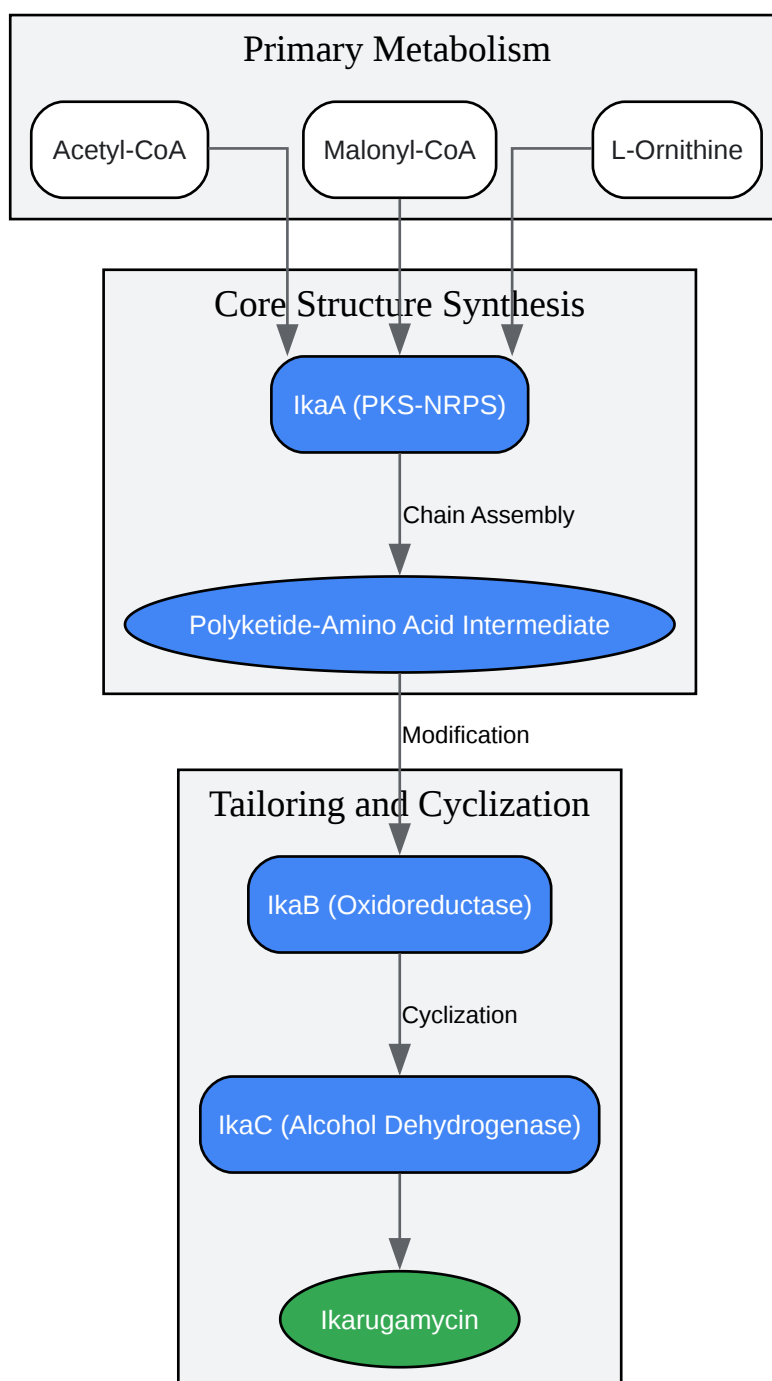 Primary Metabolism
Acetyl-CoA
Malonyl-CoA
L-Ornithine
Core Structure Synthesis
IkaA (PKS-NRPS)
Chain Assembly
Polyketide-Amino Acid Intermediate
Modification
Tailoring and Cyclization
IkaB (Oxidoreductase)
Cyclization
IkaC (Alcohol Dehydrogenase)
Ikarugamycin